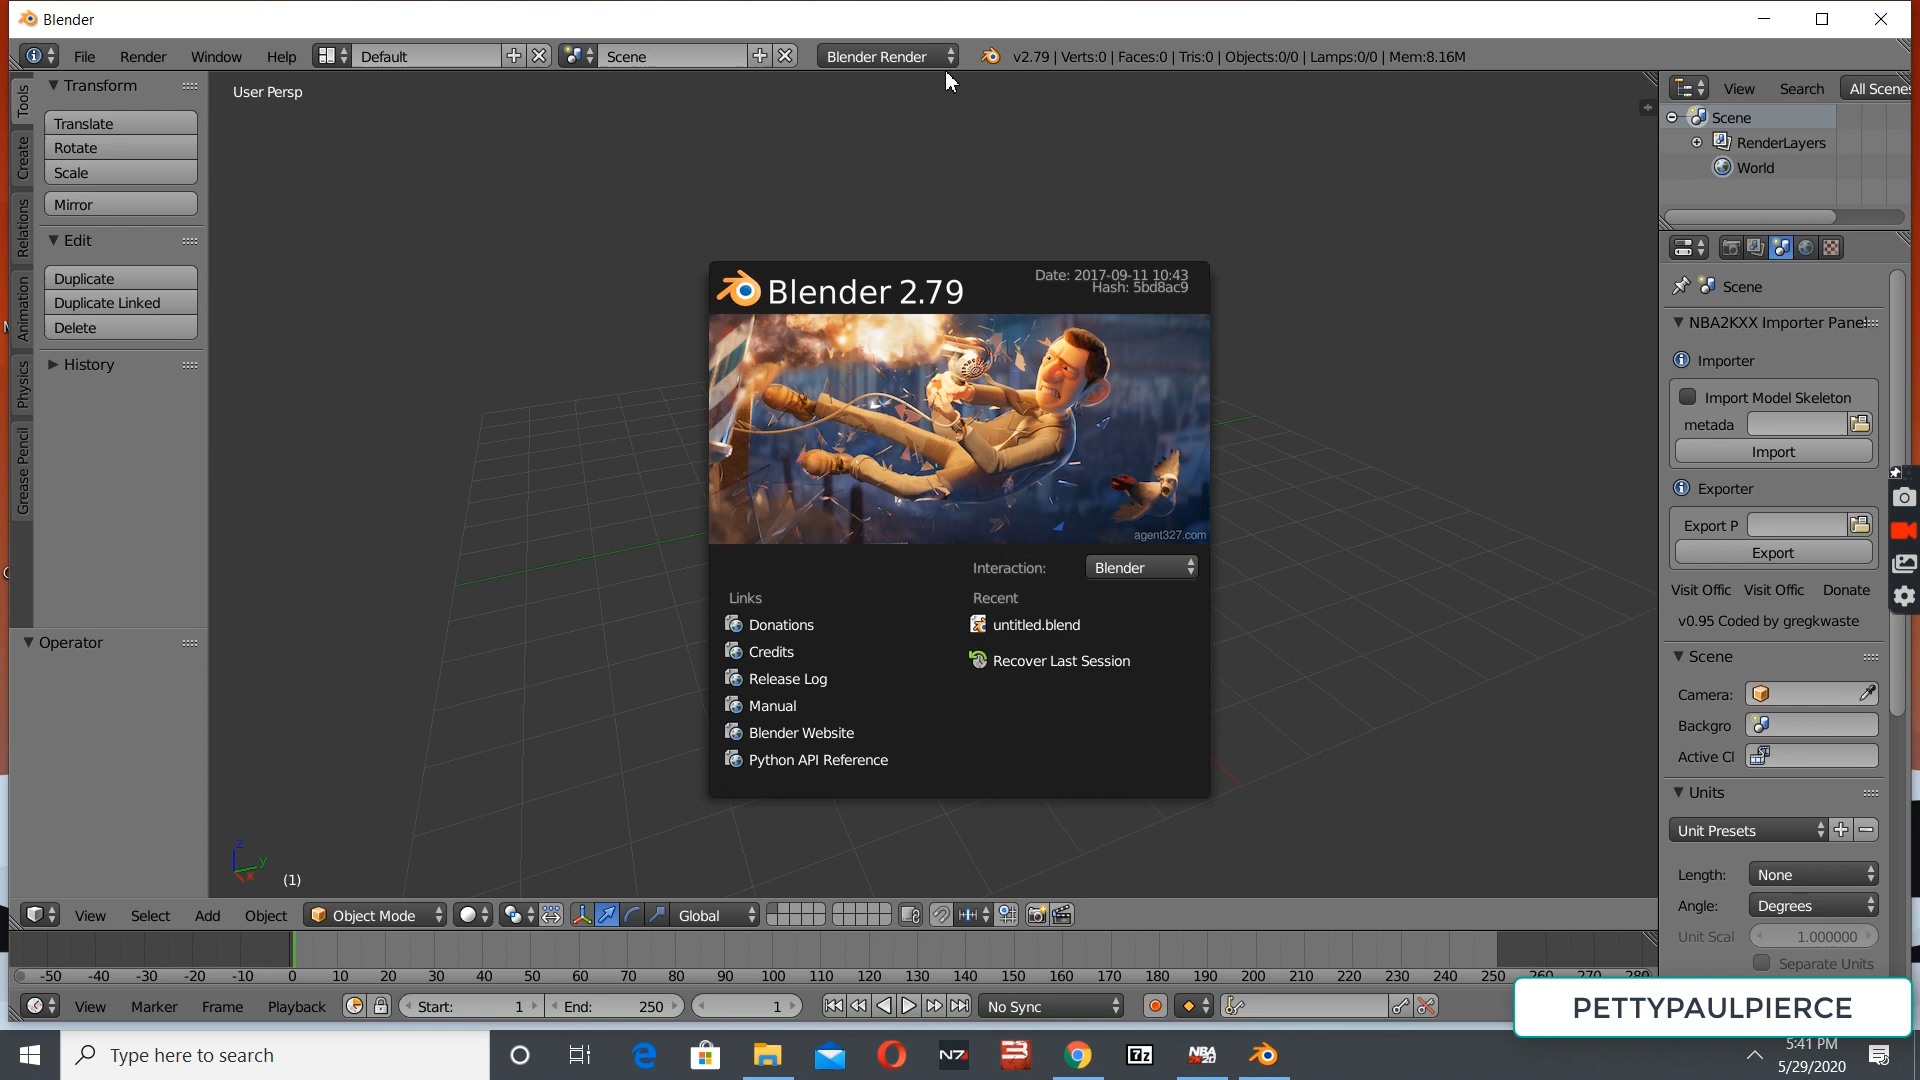 Blender
File Render Window Help Default Scene Blender Render v2.79 | Verts:0 | Faces:0 | Tris:0 | Objects:0/0 | Lamps:0/0 | Mem:8.16M
Tools
Create
Relations
Animation
Physics
Grease Pencil
Transform
Translate
Rotate
Scale
Mirror
Edit
Duplicate
Duplicate Linked
Delete
History
Operator
User Persp
Blender 2.79
Date: 2017-09-11 10:43
Hash: 5bd8ac9
agent327.com
Interaction: Blender
Links
Donations
Credits
Release Log
Manual
Blender Website
Python API Reference
Recent
untitled.blend
Recover Last Session
z
y
x
(1)
View Search All Scenes
Scene
RenderLayers
World
Scene
NBA2KXX Importer Panel
Importer
Import Model Skeleton
metada
Import
Exporter
Export P
Export
Visit Offic Visit Offic Donate
v0.95 Coded by gregkwaste
Scene
Camera:
Backgro
Active Cl
Units
Unit Presets
Length: None
Angle: Degrees
Unit Scal 1.000000
Separate Units
View Select Add Object Object Mode Global
-50 -40 -30 -20 -10 0 10 20 30 40 50 60 70 80 90 100 110 120 130 140 150 160 170 180 190 200 210 220 230 240 250 260 270 280
View Marker Frame Playback Start: 1 End: 250 1 No Sync
PETTYPAULPIERCE
Type here to search
N7
7z
NBA
2K20
5:41 PM
5/29/2020